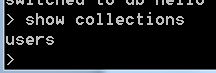 switched to db hello
> show collections
users
>